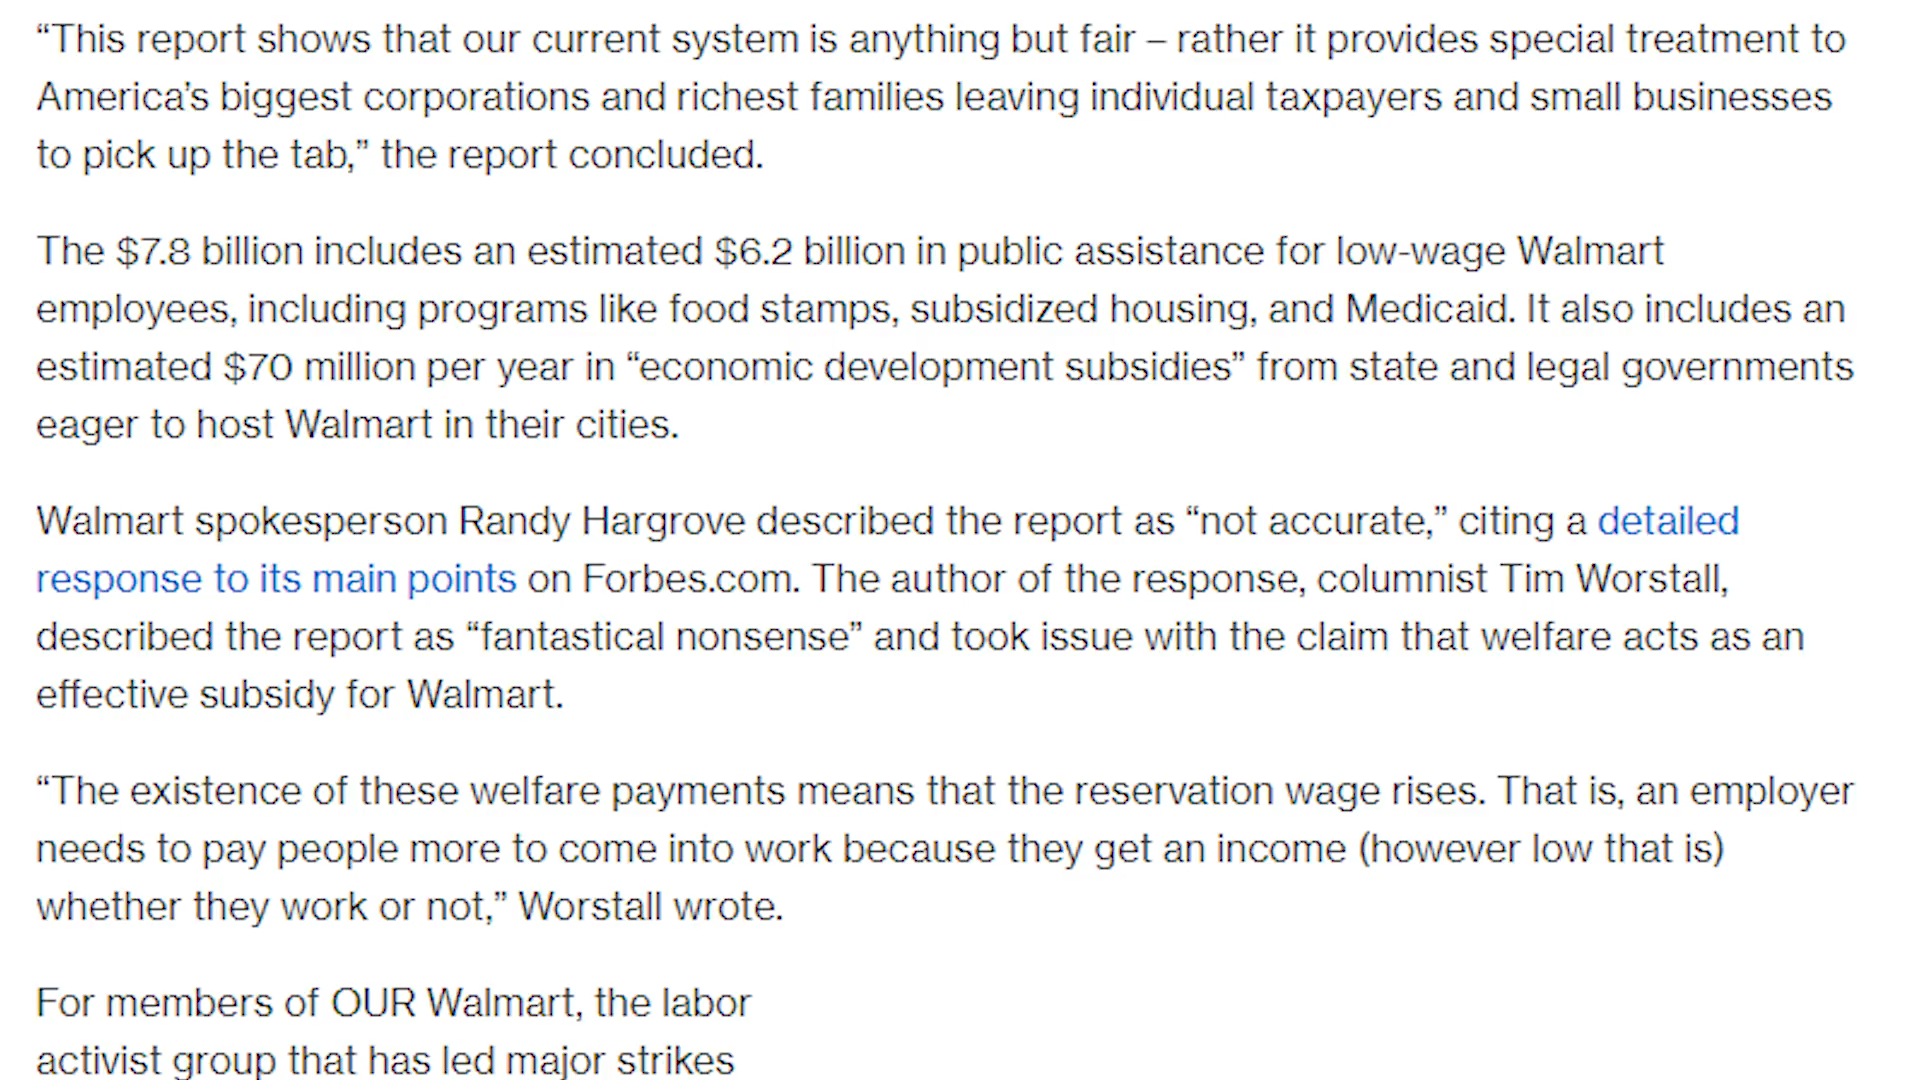 “This report shows that our current system is anything but fair – rather it provides special treatment to
America’s biggest corporations and richest families leaving individual taxpayers and small businesses
to pick up the tab,” the report concluded.
The $7.8 billion includes an estimated $6.2 billion in public assistance for low-wage Walmart
employees, including programs like food stamps, subsidized housing, and Medicaid. It also includes an
estimated $70 million per year in “economic development subsidies” from state and legal governments
eager to host Walmart in their cities.
Walmart spokesperson Randy Hargrove described the report as “not accurate,” citing a detailed
response to its main points on Forbes.com. The author of the response, columnist Tim Worstall,
described the report as “fantastical nonsense” and took issue with the claim that welfare acts as an
effective subsidy for Walmart.
“The existence of these welfare payments means that the reservation wage rises. That is, an employer
needs to pay people more to come into work because they get an income (however low that is)
whether they work or not,” Worstall wrote.
For members of OUR Walmart, the labor
activist group that has led major strikes